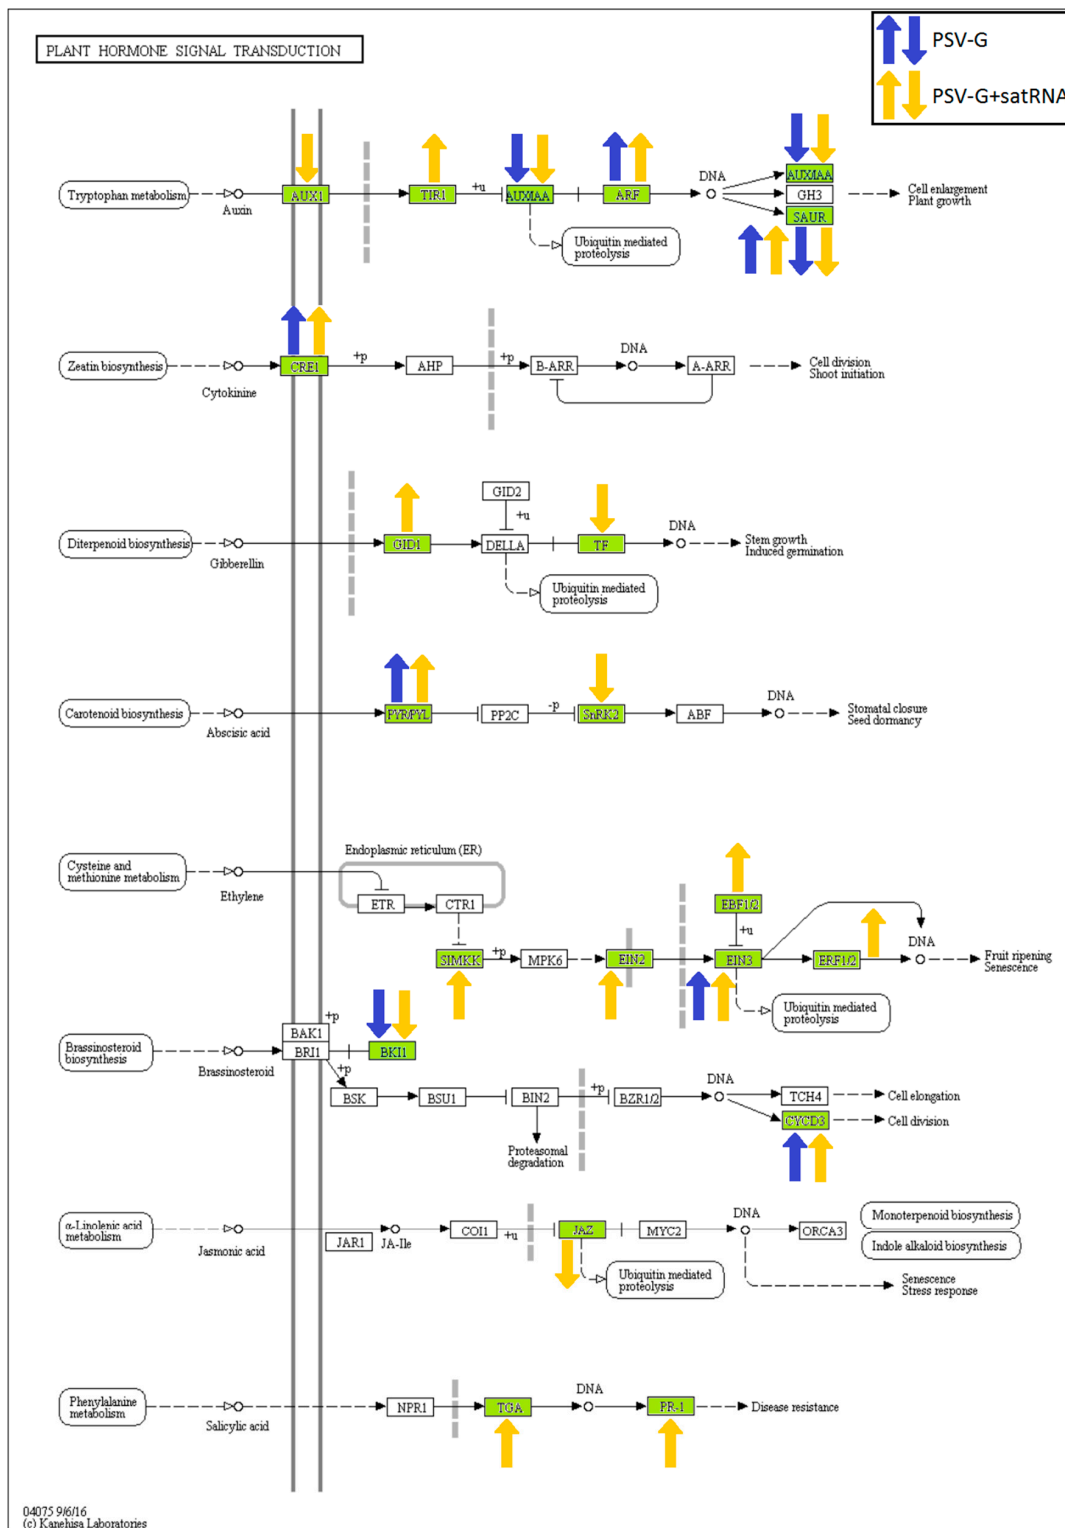 PLANT HORMONE SIGNAL TRANSDUCTION
PSV-G
PSV-G+satRNA
Tryptophan metabolism
Auxin
AUX1
TIR1
+u
AUX/IAA
ARF
DNA
AUX/IAA
GH3
SAUR
Cell enlargement
Plant growth
Ubiquitin mediated
proteolysis
Zeatin biosynthesis
Cytokinine
CRE1
+p
AHP
+p
B-ARR
DNA
A-ARR
Cell division
Shoot initiation
Diterpenoid biosynthesis
Gibberellin
GID1
GID2
+u
DELLA
TF
DNA
Stem growth
Induced germination
Ubiquitin mediated
proteolysis
Carotenoid biosynthesis
Abscisic acid
PYR/PYL
PP2C
-p
SnRK2
ABF
DNA
Stomatal closure
Seed dormancy
Cysteine and
methionine metabolism
Ethylene
Endoplasmic reticulum (ER)
ETR
CTR1
SIMKK
+p
MPK6
EIN2
EBF1/2
+u
EIN3
ERF1/2
DNA
Fruit ripening
Senescence
Ubiquitin mediated
proteolysis
Brassinosteroid
biosynthesis
Brassinosteroid
BAK1
+p
BRI1
BKI1
+p
BSK
BSU1
BIN2
+p
BZR1/2
DNA
TCH4
CYCD3
Cell elongation
Cell division
Proteasomal
degradation
α-Linolenic acid
metabolism
Jasmonic acid
JAR1
JA-Ile
COI1
+u
JAZ
MYC2
DNA
ORCA3
Monoterpenoid biosynthesis
Indole alkaloid biosynthesis
Ubiquitin mediated
proteolysis
Senescence
Stress response
Phenylalanine
metabolism
Salicylic acid
NPR1
TGA
DNA
PR-1
Disease resistance
04075 9/6/16
(c) Kanehisa Laboratories